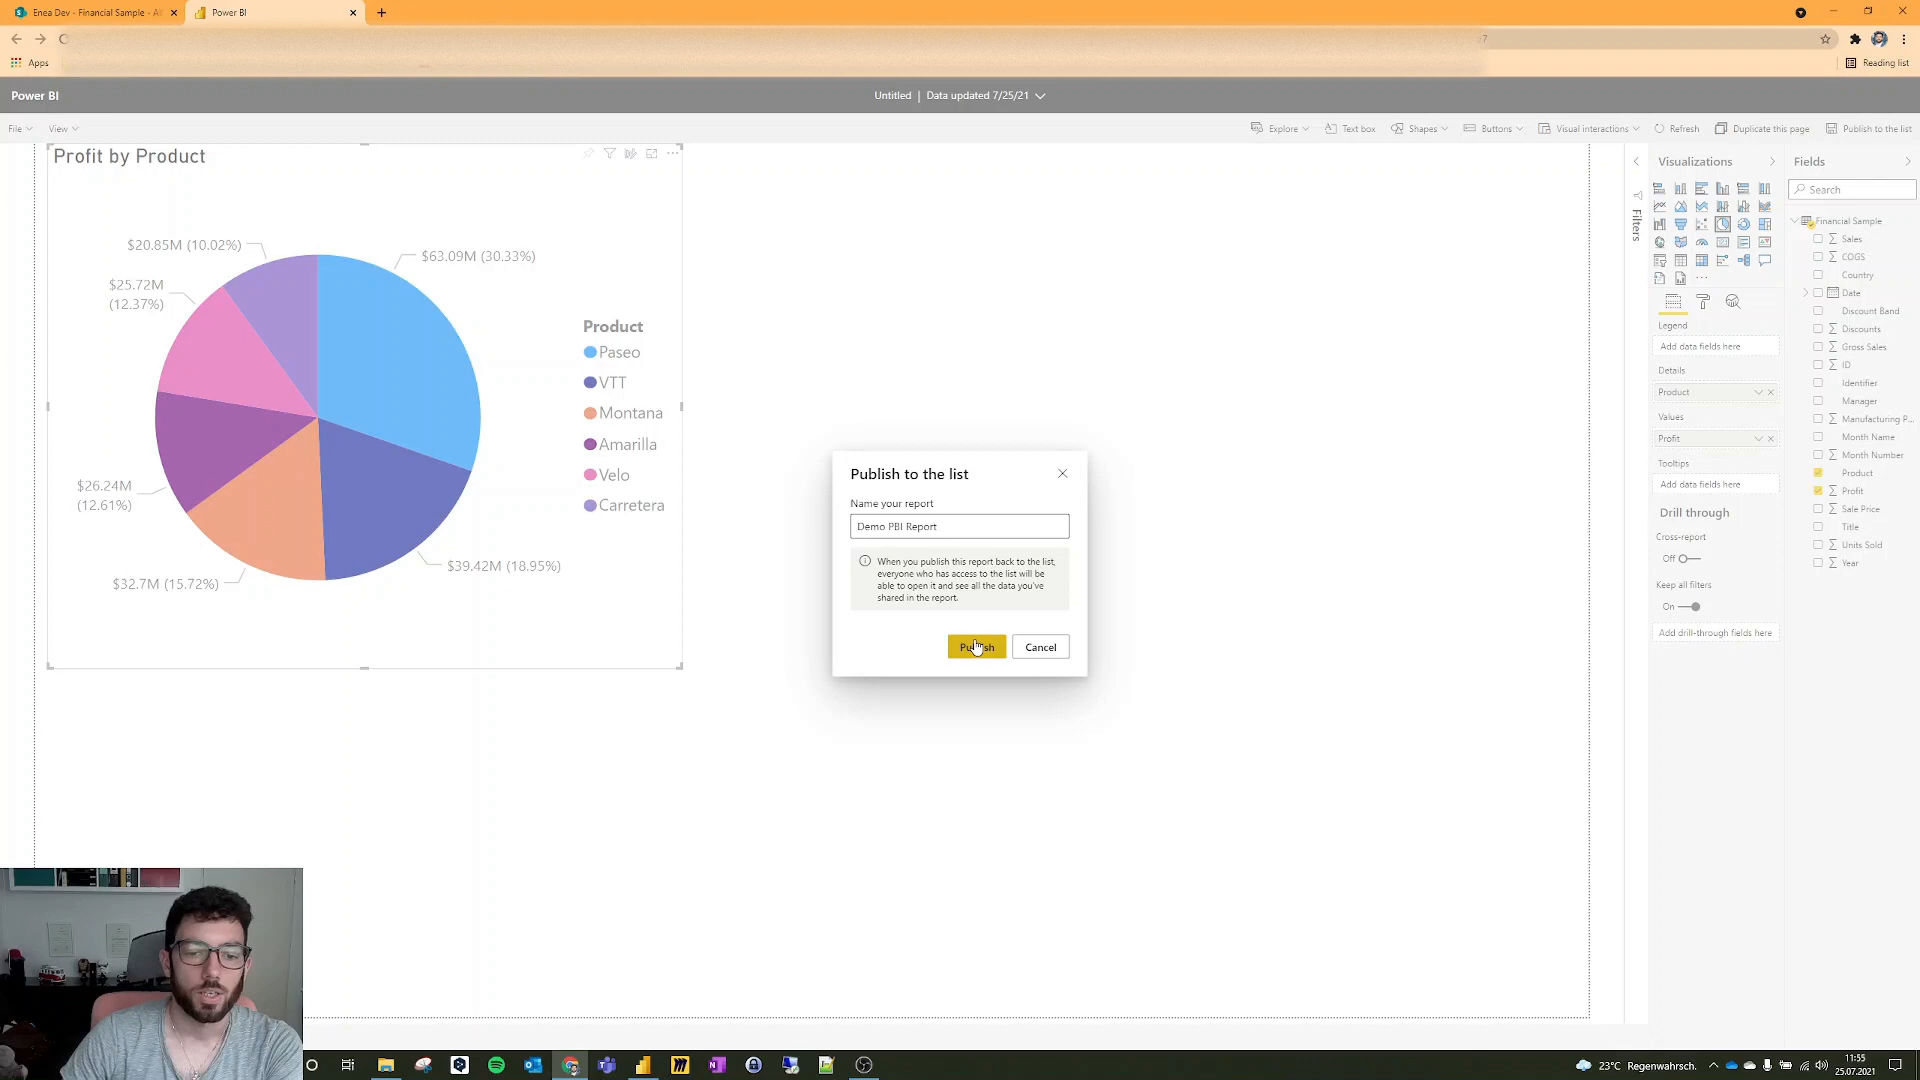 Enea Dev - Financial Sample - Al
Power BI
Apps
Reading list
Power BI
Untitled | Data updated 7/25/21
File
View
Explore
Text box
Shapes
Buttons
Visual interactions
Refresh
Duplicate this page
Publish to the list
Profit by Product
$20.85M (10.02%)
$63.09M (30.33%)
$25.72M
(12.37%)
$26.24M
(12.61%)
$32.7M (15.72%)
$39.42M (18.95%)
Product
Paseo
VTT
Montana
Amarilla
Velo
Carretera
Publish to the list
Name your report
Demo PBI Report
When you publish this report back to the list,
everyone who has access to the list will be
able to open it and see all the data you've
shared in the report.
Publish
Cancel
Filters
Visualizations
Legend
Add data fields here
Details
Product
Values
Profit
Tooltips
Add data fields here
Drill through
Cross-report
Off
Keep all filters
On
Add drill-through fields here
Fields
Search
Financial Sample
Sales
COGS
Country
Date
Discount Band
Discounts
Gross Sales
ID
Identifier
Manager
Manufacturing P...
Month Name
Month Number
Product
Profit
Sale Price
Title
Units Sold
Year
23°C Regenwahrsch.
11:55
25.07.2021